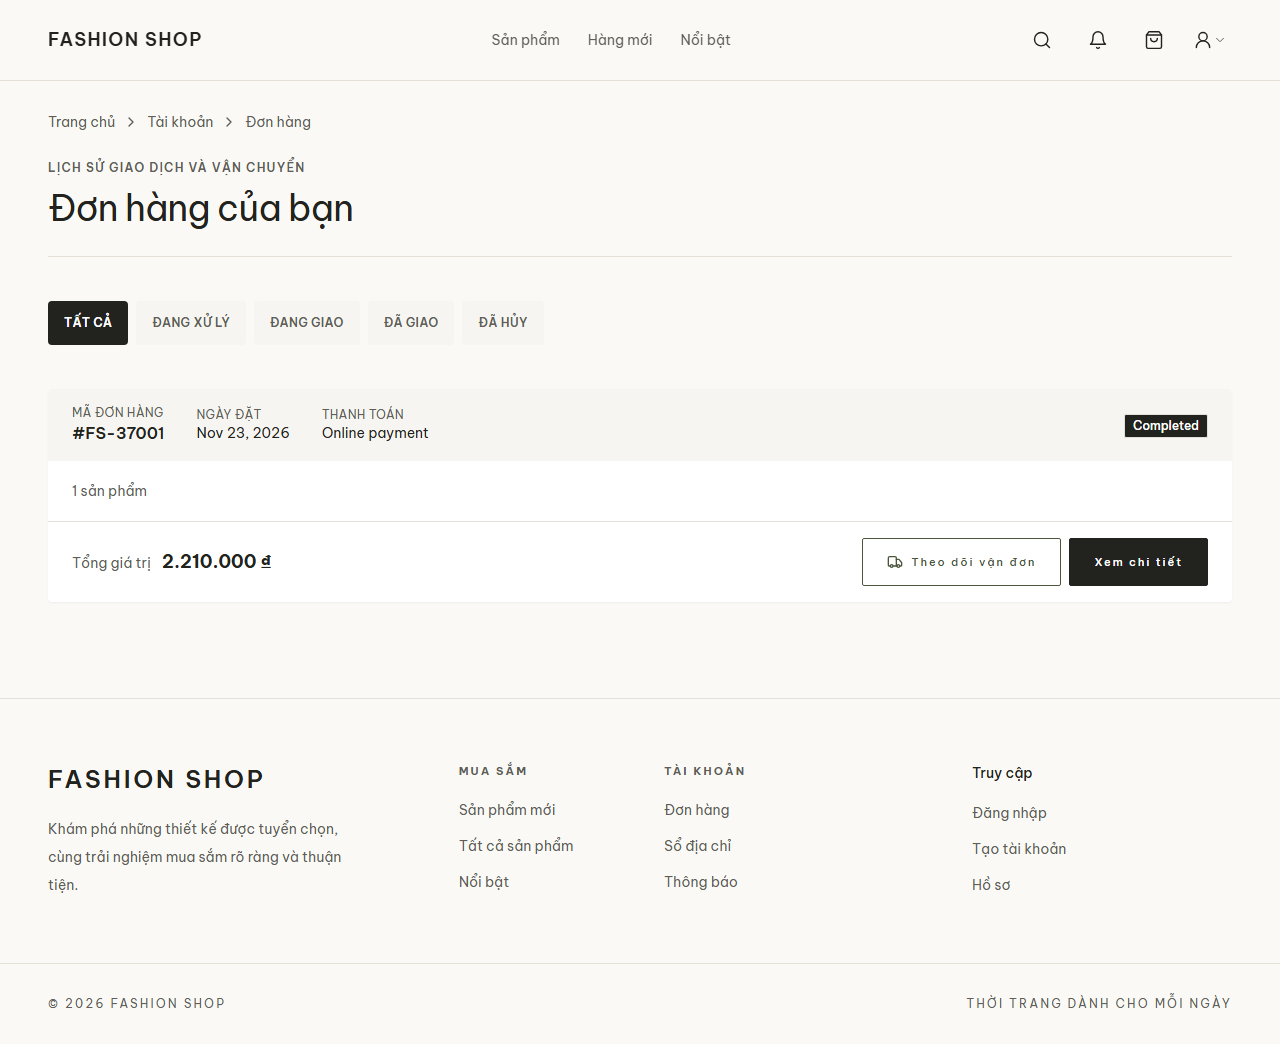 FASHION SHOP
Sản phẩm
Hàng mới
Nổi bật
Trang chủ > Tài khoản > Đơn hàng
LỊCH SỬ GIAO DỊCH VÀ VẬN CHUYỂN
Đơn hàng của bạn
TẤT CẢ
ĐANG XỬ LÝ
ĐANG GIAO
ĐÃ GIAO
ĐÃ HỦY
MÃ ĐƠN HÀNG
#FS-37001
NGÀY ĐẶT
Nov 23, 2026
THANH TOÁN
Online payment
Completed
1 sản phẩm
Tổng giá trị 2.210.000 ₫
Theo dõi vận đơn
Xem chi tiết
FASHION SHOP
Khám phá những thiết kế được tuyển chọn,
cùng trải nghiệm mua sắm rõ ràng và thuận
tiện.
MUA SẮM
Sản phẩm mới
Tất cả sản phẩm
Nổi bật
TÀI KHOẢN
Đơn hàng
Sổ địa chỉ
Thông báo
Truy cập
Đăng nhập
Tạo tài khoản
Hồ sơ
© 2026 FASHION SHOP
THỜI TRANG DÀNH CHO MỖI NGÀY